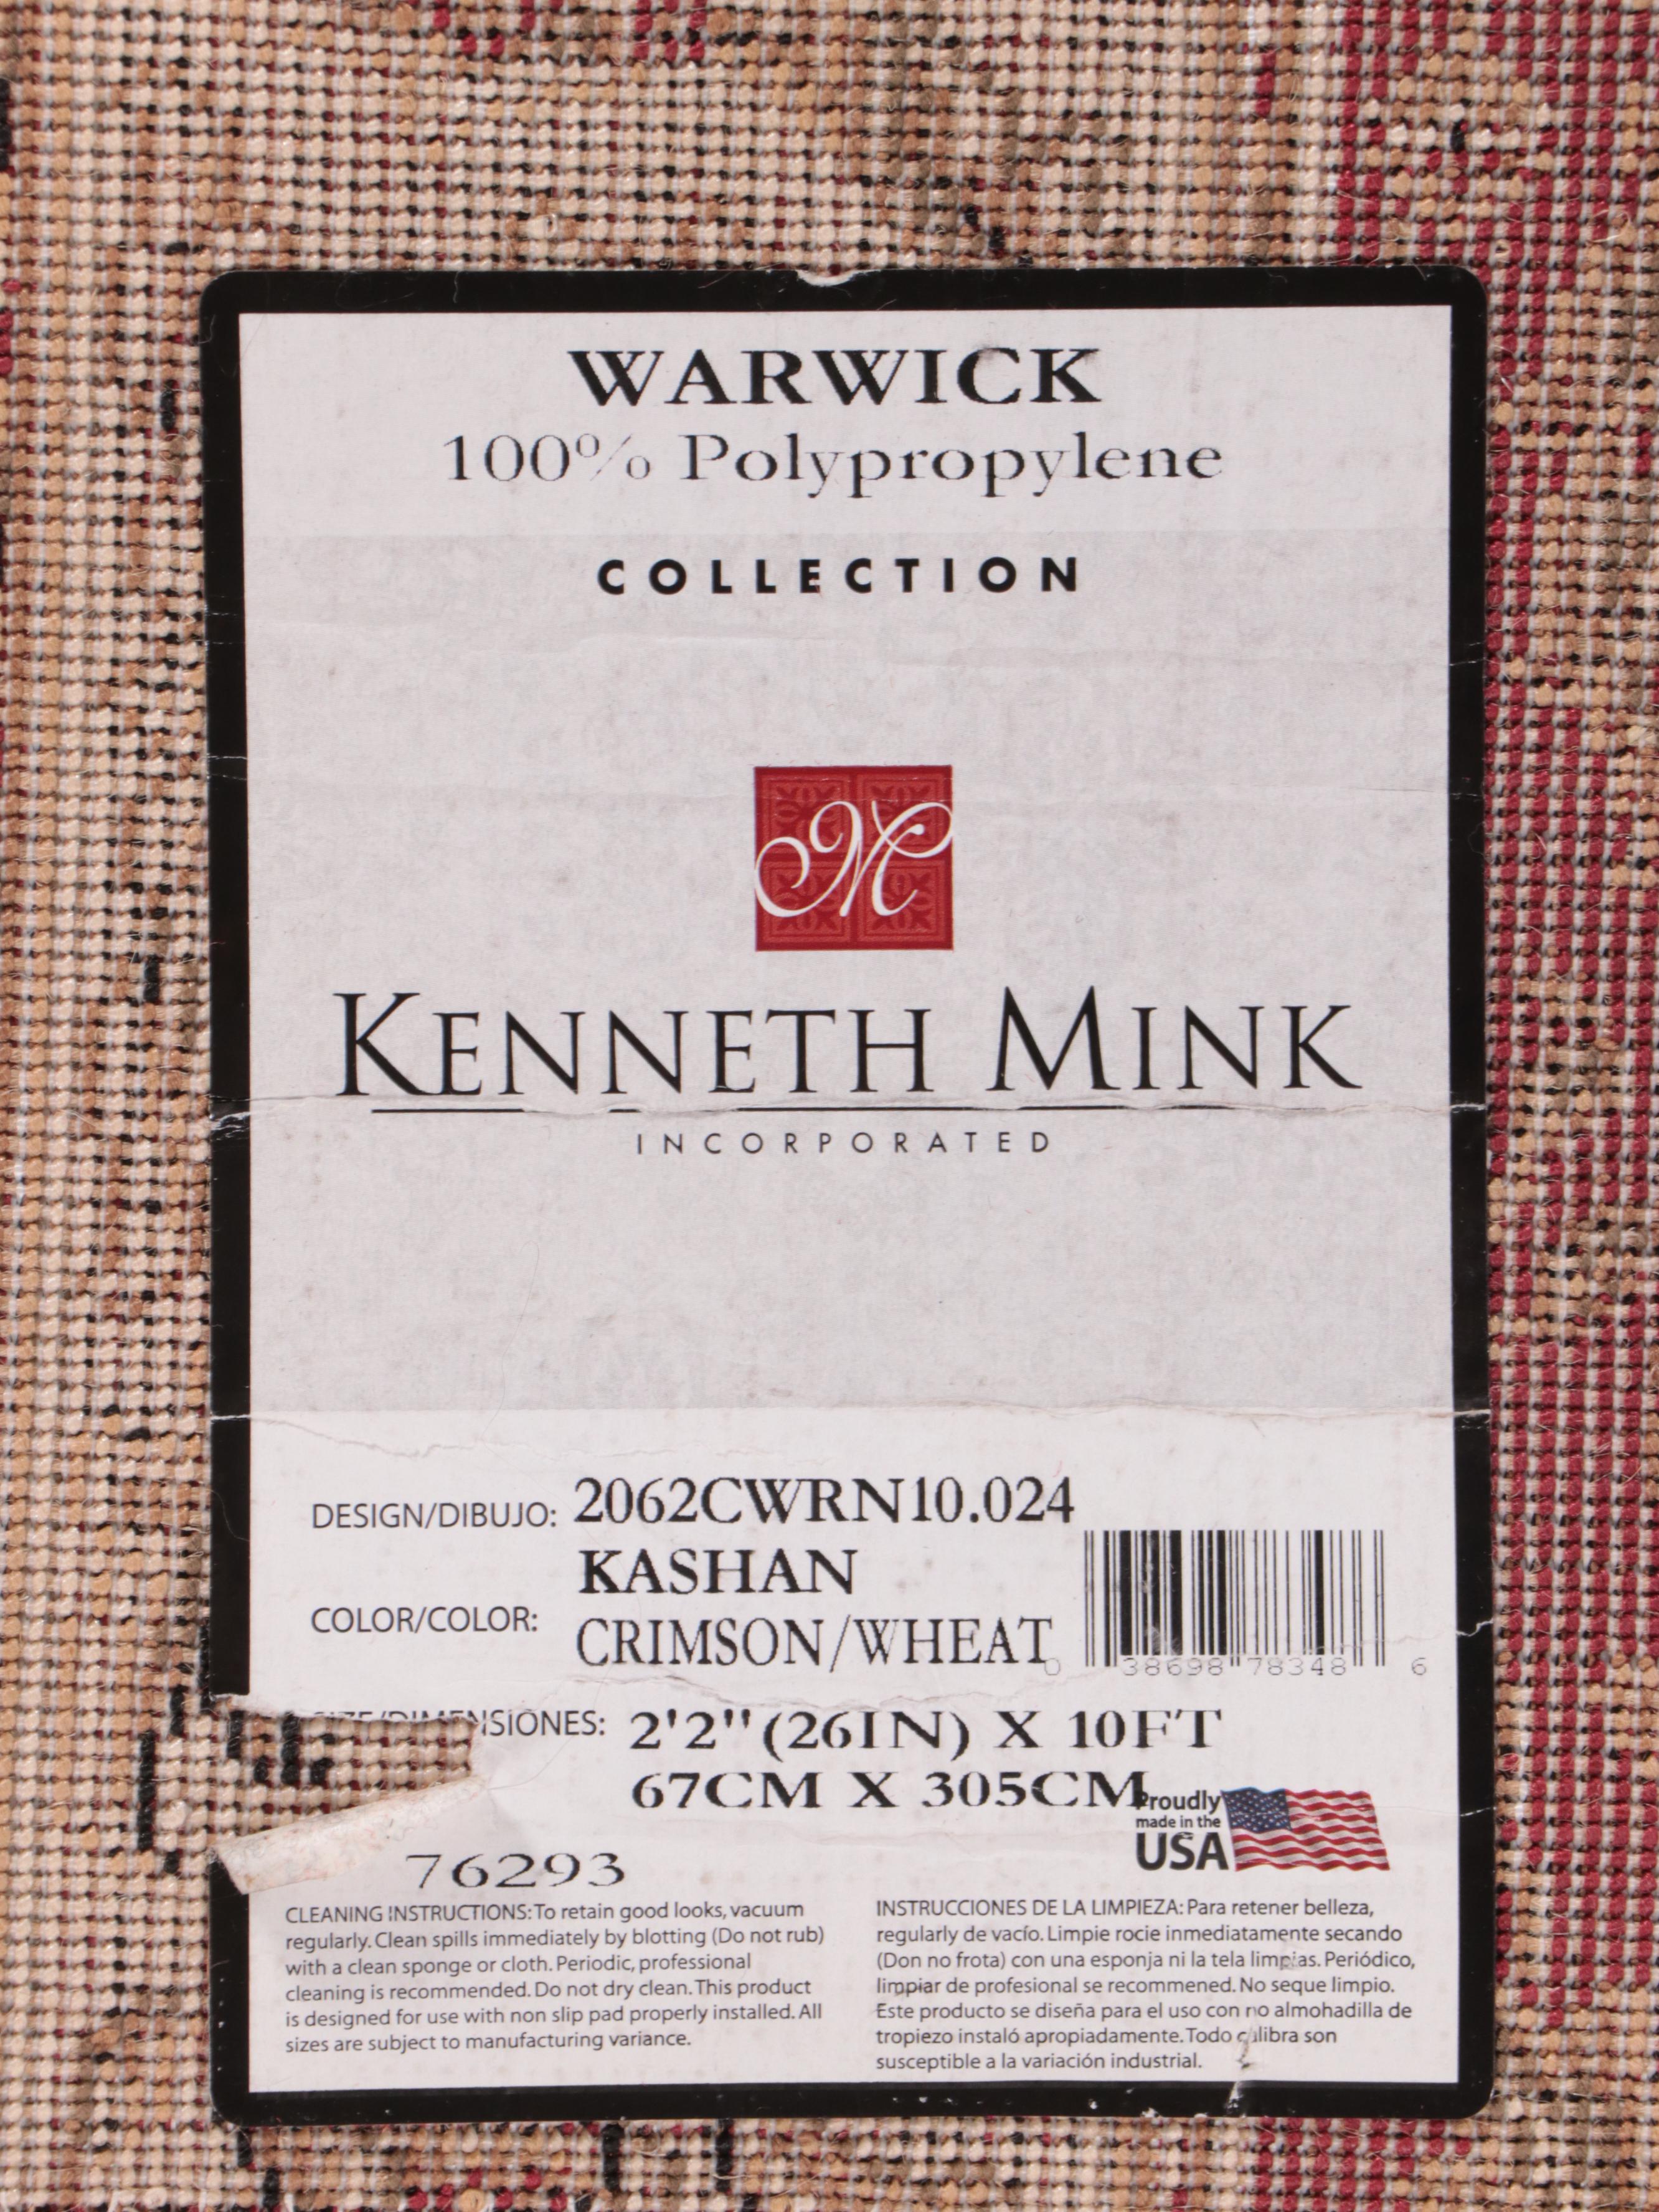 WARWICK
100% Polypropylene
COLLECTION
M
KENNETH MINK
INCORPORATED
DESIGN/DIBUJO: 2062CWRN10.024
KASHAN
COLOR/COLOR: CRIMSON/WHEAT
0 38698 78348 6
SIZE/DIMENSIONES: 2'2"(26IN) X 10FT
67CM X 305CM
Proudly
made in the
USA
76293
CLEANING INSTRUCTIONS: To retain good looks, vacuum
regularly. Clean spills immediately by blotting (Do not rub)
with a clean sponge or cloth. Periodic, professional
cleaning is recommended. Do not dry clean. This product
is designed for use with non slip pad properly installed. All
sizes are subject to manufacturing variance.
INSTRUCCIONES DE LA LIMPIEZA: Para retener belleza,
regularly de vacío. Limpie rocie inmediatamente secando
(Don no frota) con una esponja ni la tela limpias. Periódico,
limpiar de profesional se recommened. No seque limpio.
Este producto se diseña para el uso con no almohadilla de
tropiezo instaló apropiadamente. Todo calibra son
susceptible a la variación industrial.